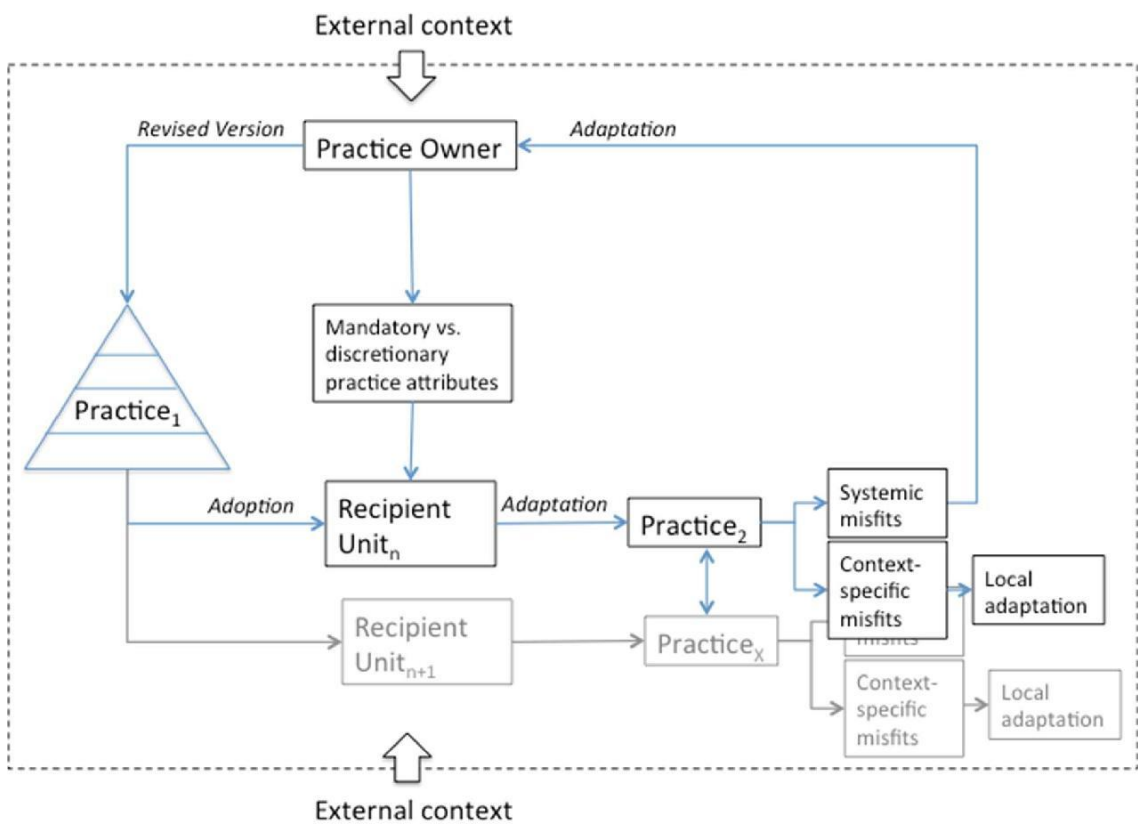 External context
Revised Version
Practice Owner
Adaptation
Mandatory vs.
discretionary
practice attributes
Practice1
Adoption
Recipient
Unitn
Adaptation
Practice2
Systemic
misfits
Context-
specific
misfits
Local
adaptation
Recipient
Unitn+1
Practicex
misfits
Context-
specific
misfits
Local
adaptation
External context